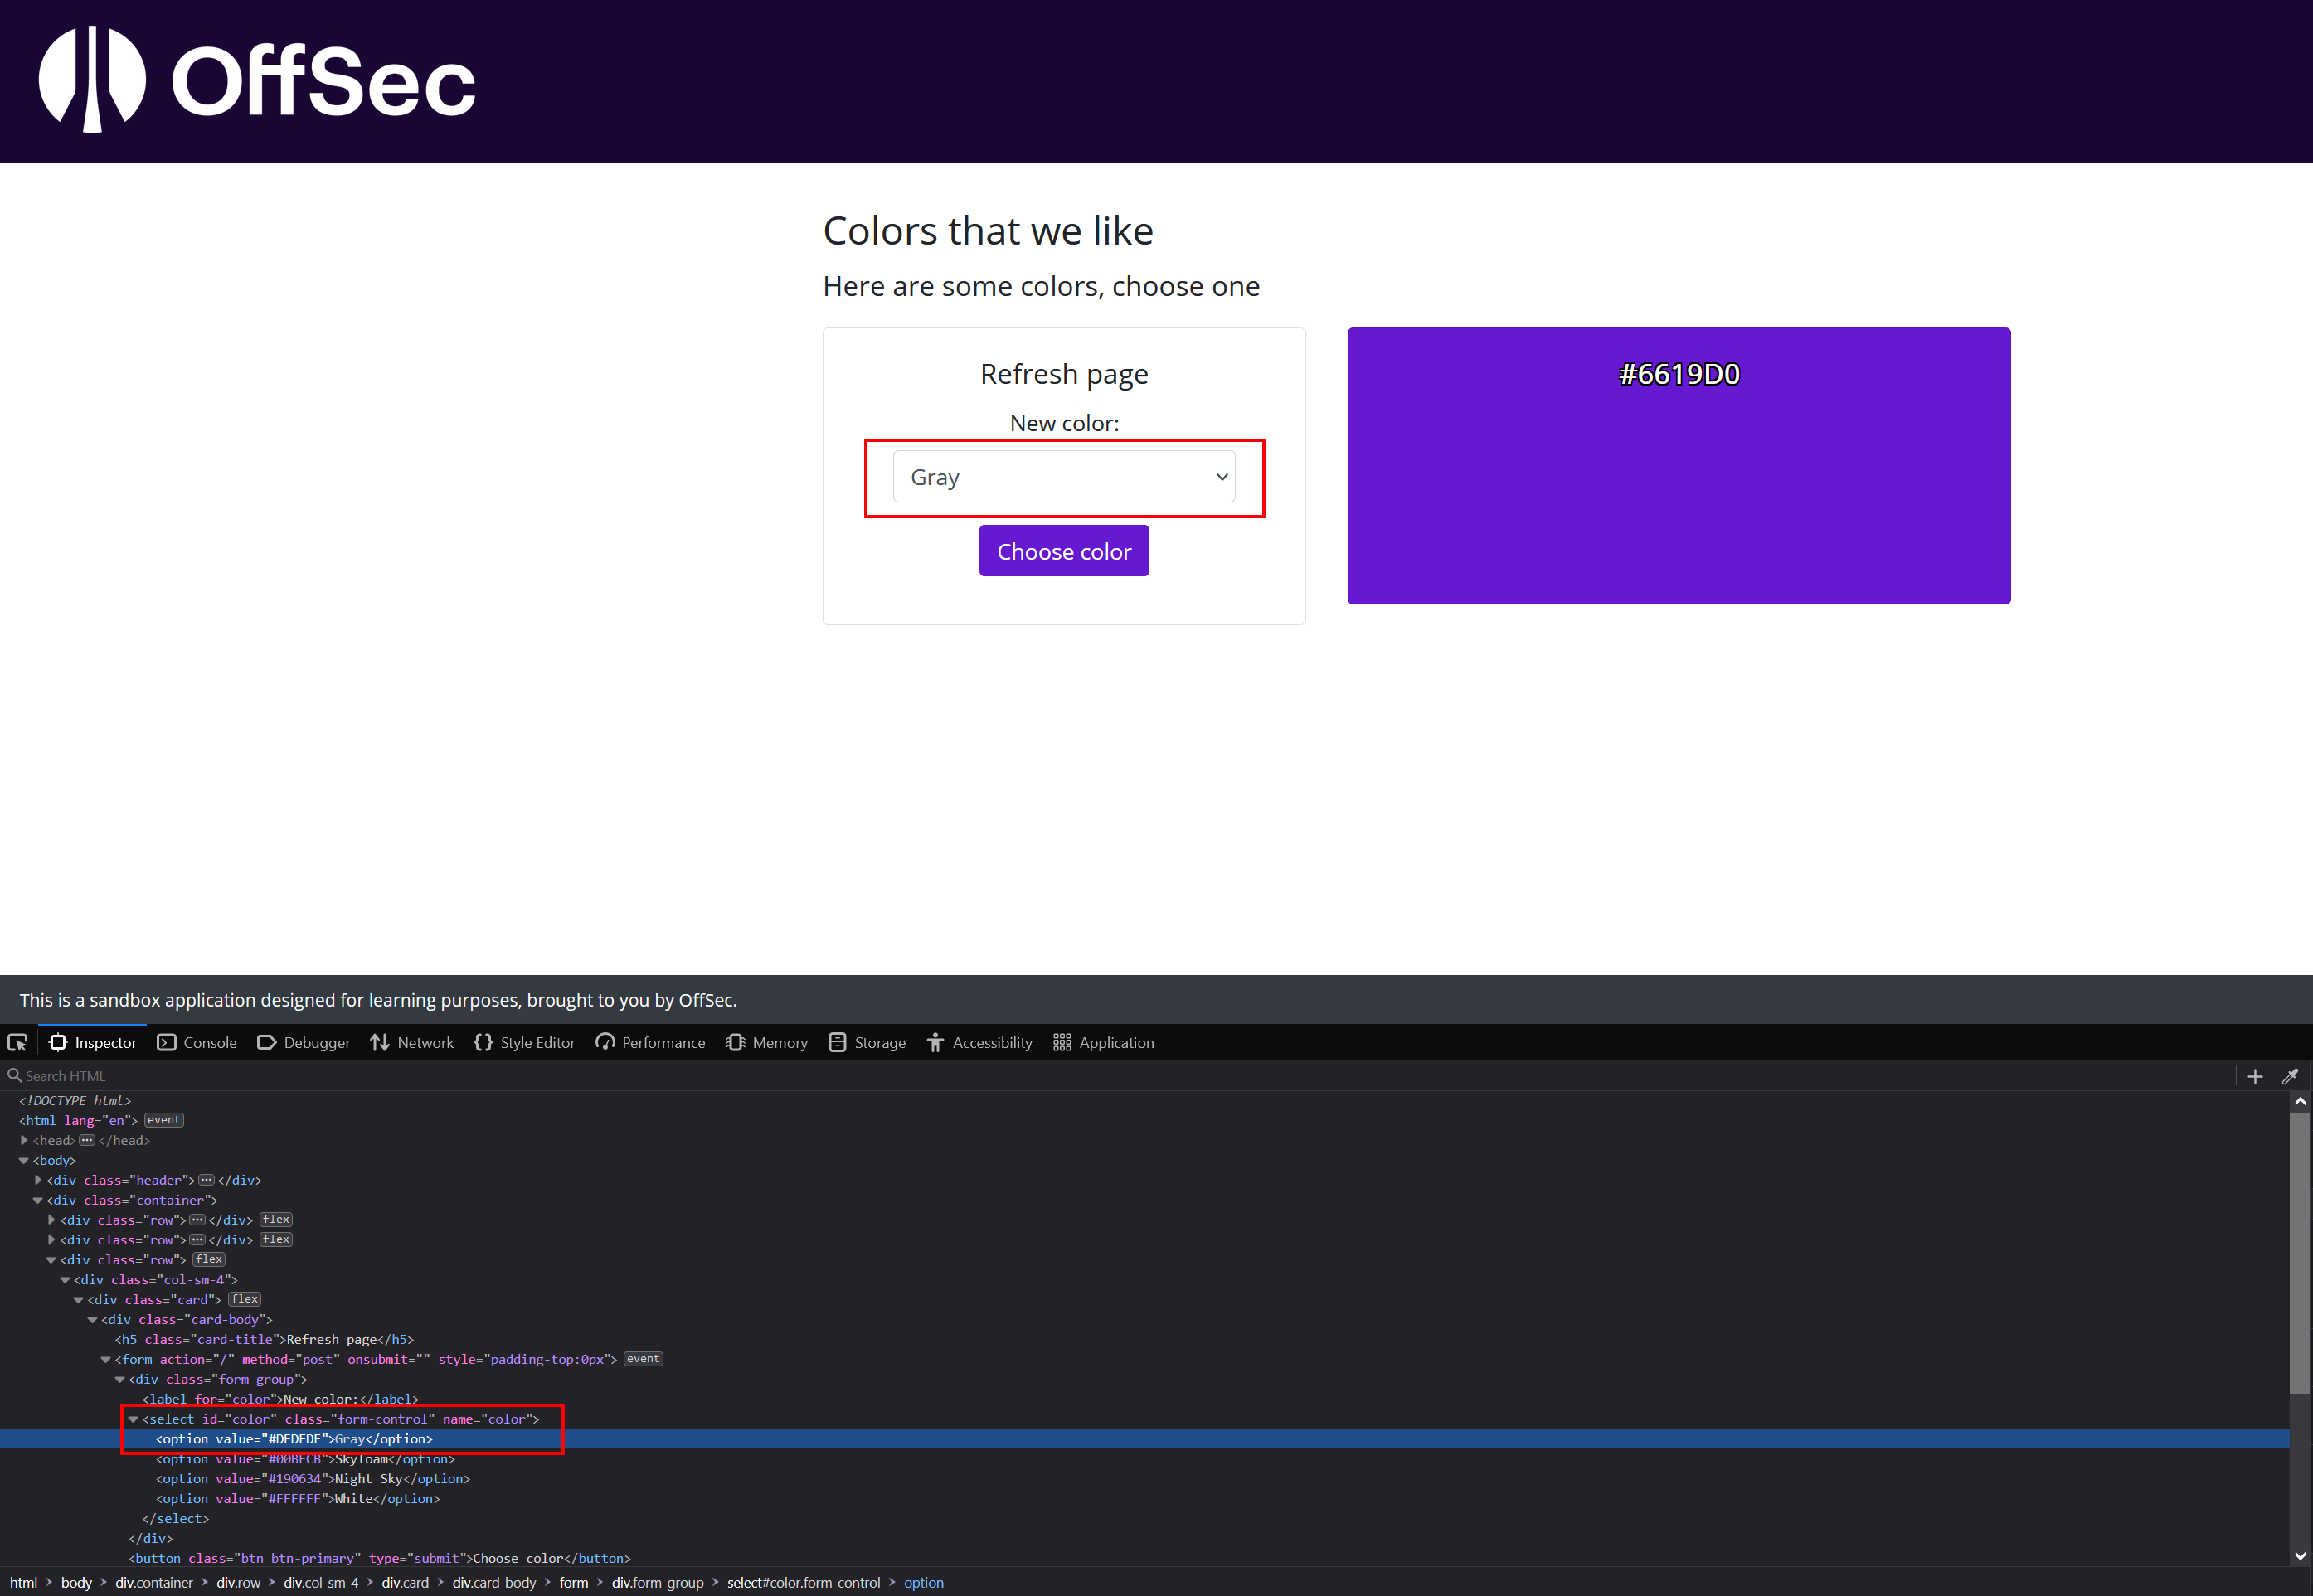 OffSec
Colors that we like
Here are some colors, choose one
Refresh page
New color:
Gray
Choose color
#6619D0
This is a sandbox application designed for learning purposes, brought to you by OffSec.
Inspector Console Debugger Network Style Editor Performance Memory Storage Accessibility Application
Search HTML
<!DOCTYPE html>
<html lang="en"> event
<head>···</head>
<body>
<div class="header">···</div>
<div class="container">
<div class="row">···</div> flex
<div class="row">···</div> flex
<div class="row"> flex
<div class="col-sm-4">
<div class="card"> flex
<div class="card-body">
<h5 class="card-title">Refresh page</h5>
<form action="/" method="post" onsubmit="" style="padding-top:0px"> event
<div class="form-group">
<label for="color">New color:</label>
<select id="color" class="form-control" name="color">
<option value="#DEDEDE">Gray</option>
<option value="#00BFCB">Skyfoam</option>
<option value="#190634">Night Sky</option>
<option value="#FFFFFF">White</option>
</select>
</div>
<button class="btn btn-primary" type="submit">Choose color</button>
html > body > div.container > div.row > div.col-sm-4 > div.card > div.card-body > form > div.form-group > select#color.form-control > option